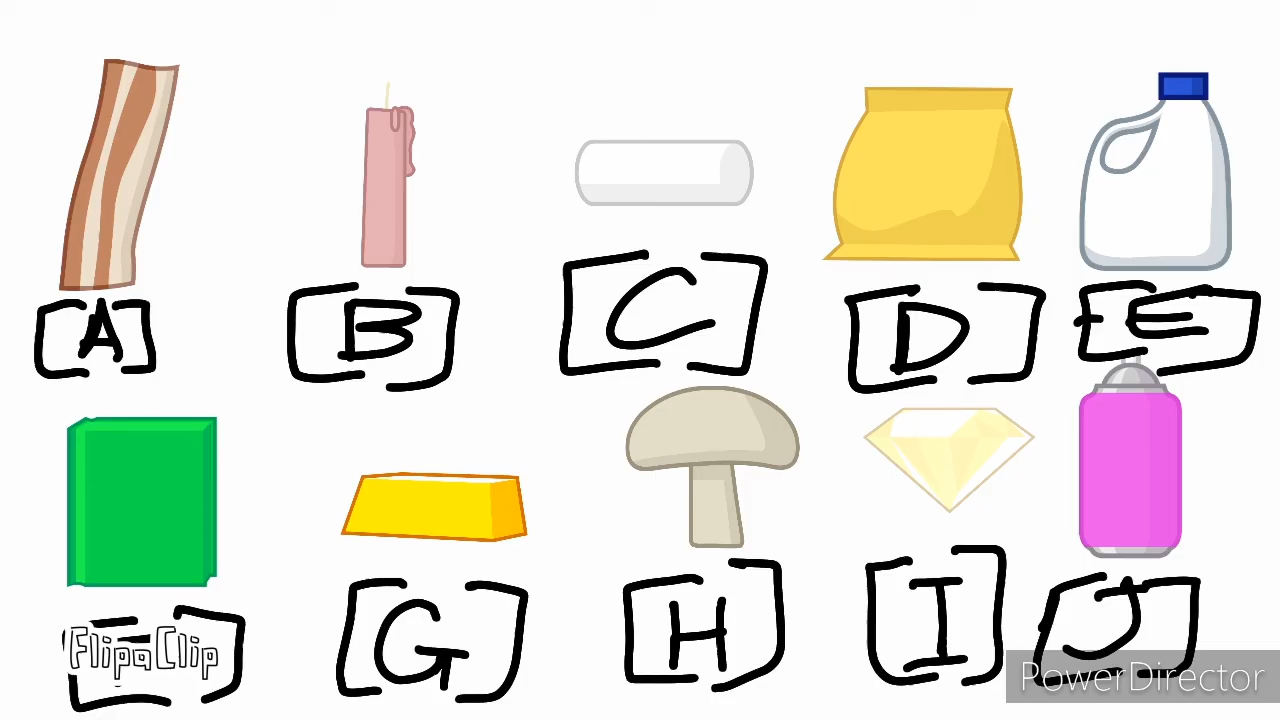 [A] [B] [C] [D] [E]
[F] [G] [H] [I] [J]
FlipaClip
PowerDirector